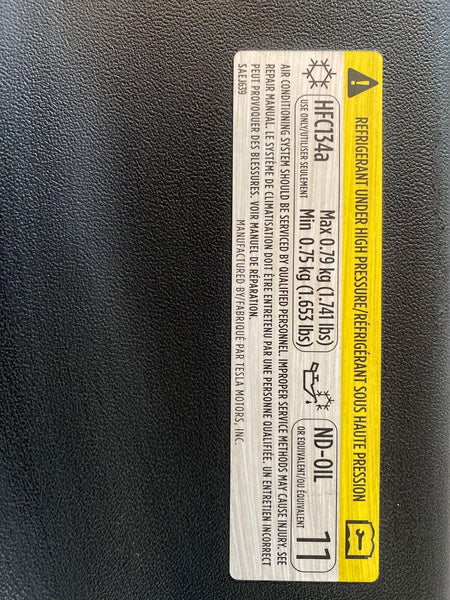 REFRIGERANT UNDER HIGH PRESSURE/RÉFRIGÉRANT SOUS HAUTE PRESSION
HFC134a
USE ONLY/UTILISER SEULEMENT
Max 0.79 kg (1.741 lbs)
Min 0.75 kg (1.653 lbs)
ND-OIL 11
OR EQUIVALENT/OU ÉQUIVALENT
AIR CONDITIONING SYSTEM SHOULD BE SERVICED BY QUALIFIED PERSONNEL. IMPROPER SERVICE METHODS MAY CAUSE INJURY. SEE
REPAIR MANUAL. LE SYSTÈME DE CLIMATISATION DOIT ÊTRE ENTRETENU PAR UNE PERSONNE QUALIFIÉE. UN ENTRETIEN INCORRECT
PEUT PROVOQUER DES BLESSURES. VOIR MANUEL DE RÉPARATION.
SAEJ639
MANUFACTURED BY/FABRIQUÉ PAR TESLA MOTORS, INC.